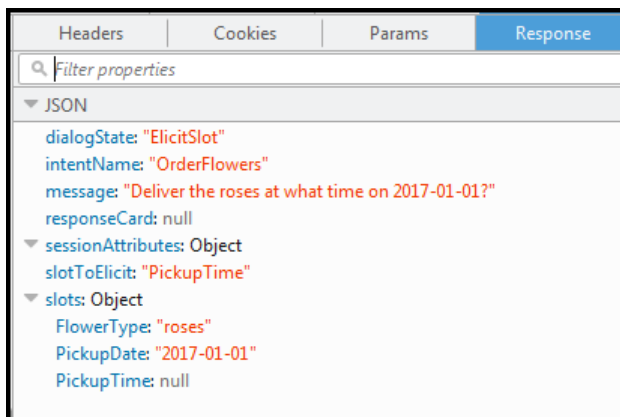 Headers Cookies Params Response
Filter properties
JSON
dialogState: "ElicitSlot"
intentName: "OrderFlowers"
message: "Deliver the roses at what time on 2017-01-01?"
responseCard: null
sessionAttributes: Object
slotToElicit: "PickupTime"
slots: Object
FlowerType: "roses"
PickupDate: "2017-01-01"
PickupTime: null